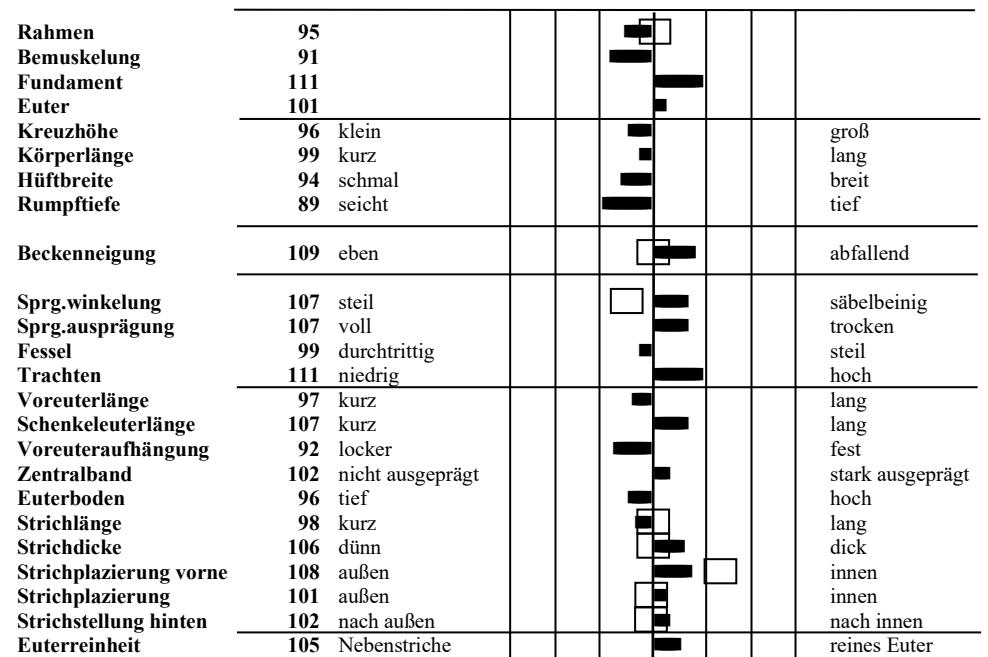 Rahmen 95
Bemuskelung 91
Fundament 111
Euter 101
Kreuzhöhe 96 klein groß
Körperlänge 99 kurz lang
Hüftbreite 94 schmal breit
Rumpftiefe 89 seicht tief
Beckenneigung 109 eben abfallend
Sprg.winkelung 107 steil säbelbeinig
Sprg.ausprägung 107 voll trocken
Fessel 99 durchtrittig steil
Trachten 111 niedrig hoch
Voreuterlänge 97 kurz lang
Schenkeleuterlänge 107 kurz lang
Voreuteraufhängung 92 locker fest
Zentralband 102 nicht ausgeprägt stark ausgeprägt
Euterboden 96 tief hoch
Strichlänge 98 kurz lang
Strichdicke 106 dünn dick
Strichplazierung vorne 108 außen innen
Strichplazierung 101 außen innen
Strichstellung hinten 102 nach außen nach innen
Euterreinheit 105 Nebenstriche reines Euter